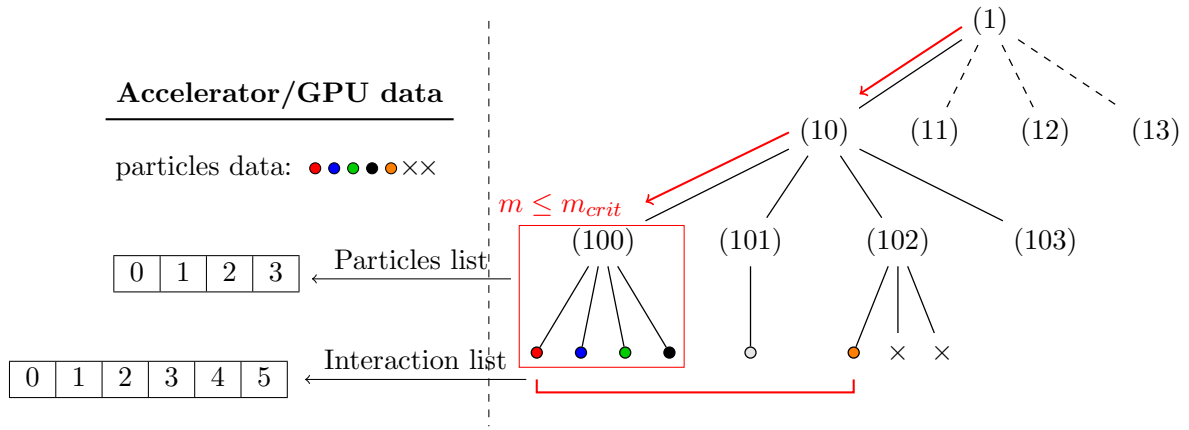 (1)
Accelerator/GPU data
(10) (11) (12) (13)
particles data: ××
m ≤ m_crit
(100) (101) (102) (103)
Particles list
0 1 2 3
× ×
Interaction list
0 1 2 3 4 5